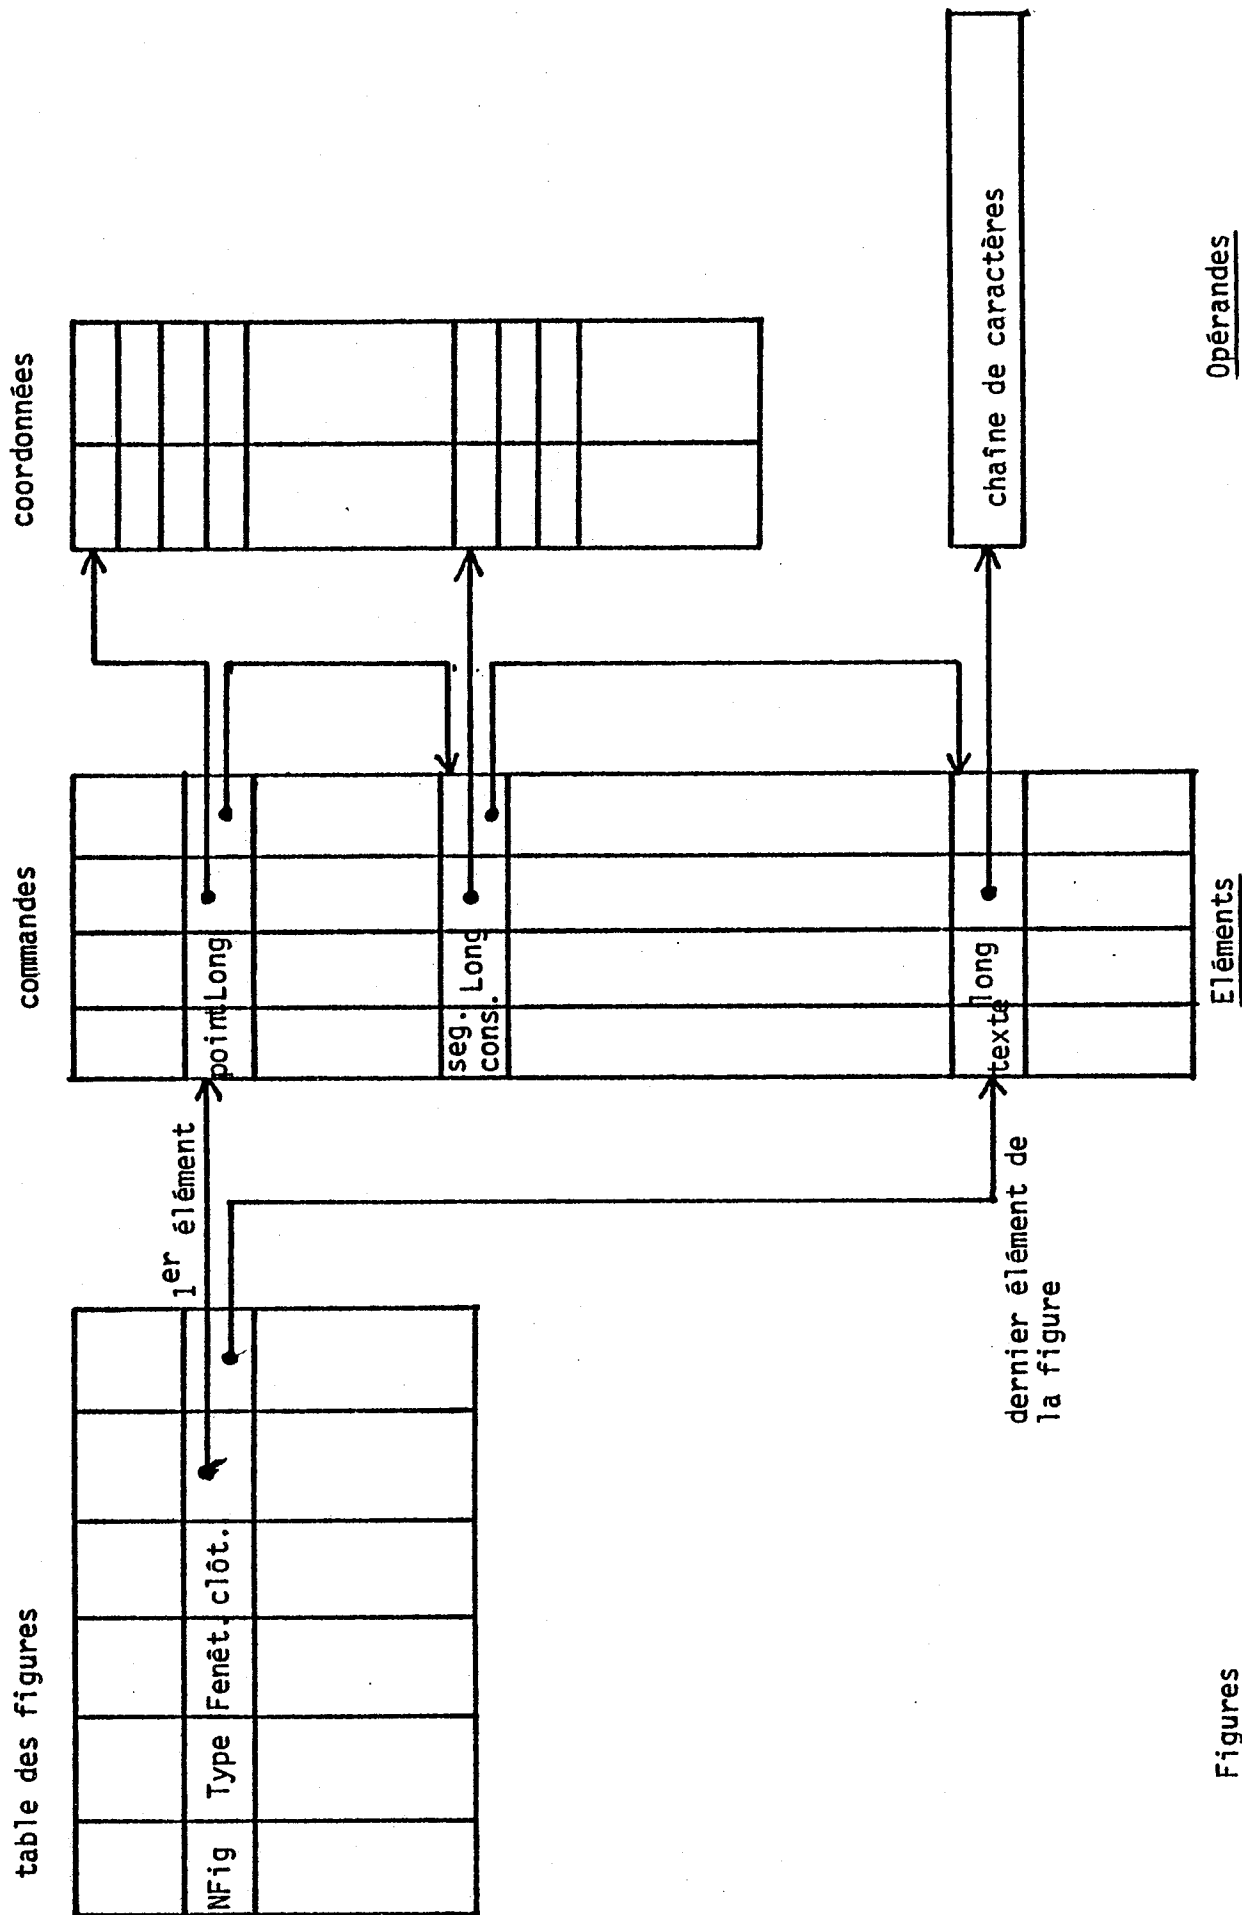 table des figures
commandes
coordonnées
NFig Type Fenêt. clôt.
1er élément
point Long
seg. Long
cons.
dernier élément de
la figure
texte long
chaîne de caractères
Figures
Eléments
Opérandes